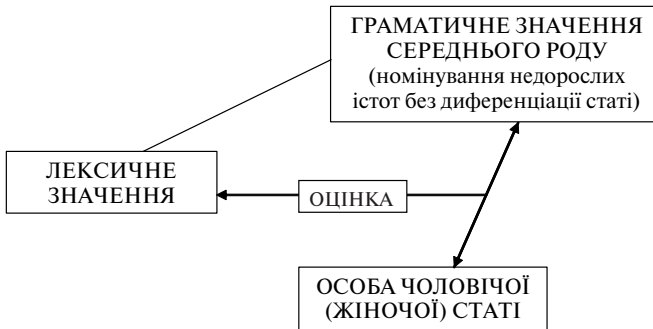 ГРАМАТИЧНЕ ЗНАЧЕННЯ
СЕРЕДНЬОГО РОДУ
(номінування недорослих
істот без диференціації статі)
ЛЕКСИЧНЕ
ЗНАЧЕННЯ
ОЦІНКА
ОСОБА ЧОЛОВІЧОЇ
(ЖІНОЧОЇ) СТАТІ